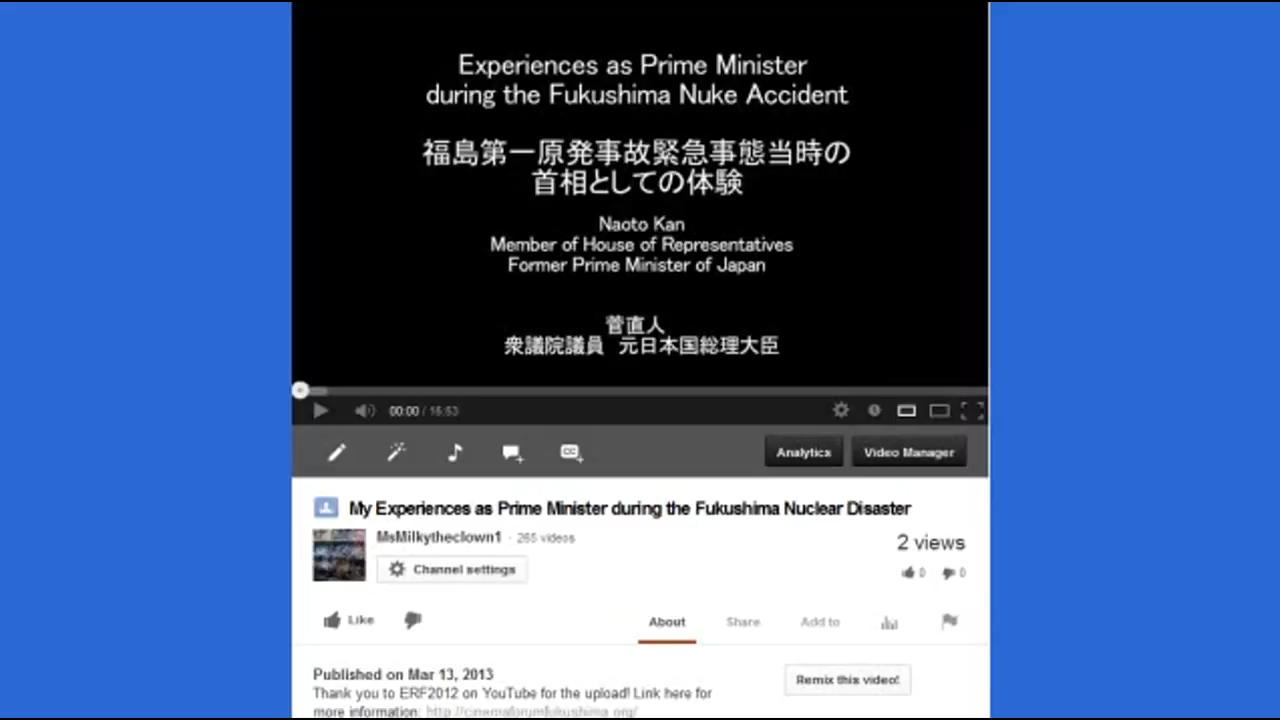 Experiences as Prime Minister
during the Fukushima Nuke Accident
福島第一原発事故緊急事態当時の
首相としての体験
Naoto Kan
Member of House of Representatives
Former Prime Minister of Japan
菅直人
衆議院議員 元日本国総理大臣
00:00 / 15:53
Analytics Video Manager
My Experiences as Prime Minister during the Fukushima Nuclear Disaster
MsMilkytheclown1 · 265 videos
2 views
Channel settings
0 0
Like
About Share Add to
Published on Mar 13, 2013
Remix this video!
Thank you to ERF2012 on YouTube for the upload! Link here for
more information: http://cinemaforumfukushima.org/